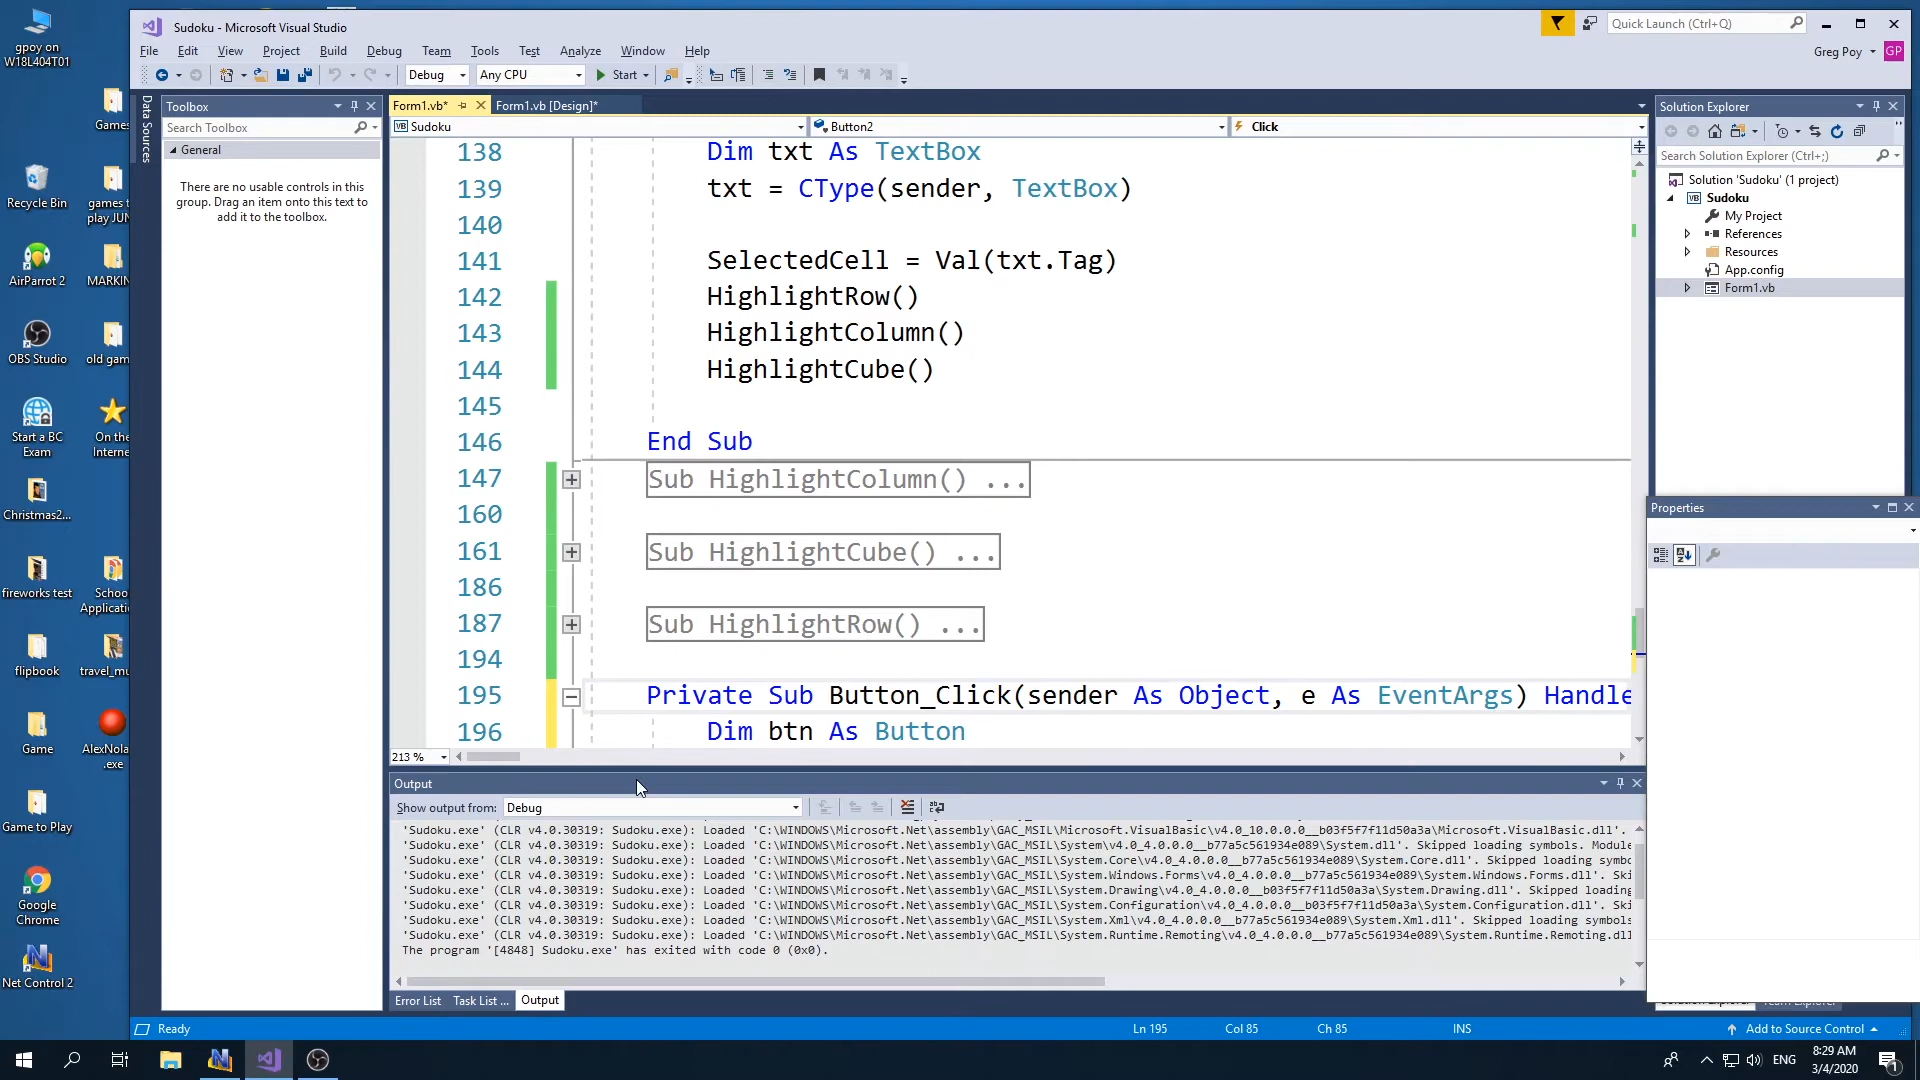 gpoy on
W18L404T01
Games
Recycle Bin
games t
play JUN
AirParrot 2
MARKIN
OBS Studio
old gam
Start a BC
Exam
On the
Interne
Christmas2...
fireworks test
Schoo
Applicatio
flipbook
travel_mu
Game
AlexNola
.exe
Game to Play
Google
Chrome
Net Control 2
Sudoku - Microsoft Visual Studio
Quick Launch (Ctrl+Q)
File Edit View Project Build Debug Team Tools Test Analyze Window Help
Greg Poy GP
Debug Any CPU Start
Data Sources
Toolbox
Search Toolbox
General
There are no usable controls in this
group. Drag an item onto this text to
add it to the toolbox.
Form1.vb* Form1.vb [Design]*
VB Sudoku Button2 Click
138 Dim txt As TextBox
139 txt = CType(sender, TextBox)
140
141 SelectedCell = Val(txt.Tag)
142 HighlightRow()
143 HighlightColumn()
144 HighlightCube()
145
146 End Sub
147 Sub HighlightColumn() ...
160
161 Sub HighlightCube() ...
186
187 Sub HighlightRow() ...
194
195 Private Sub Button_Click(sender As Object, e As EventArgs) Handle
196 Dim btn As Button
213 %
Output
Show output from: Debug
'Sudoku.exe' (CLR v4.0.30319: Sudoku.exe): Loaded 'C:\WINDOWS\Microsoft.Net\assembly\GAC_MSIL\Microsoft.VisualBasic\v4.0_10.0.0.0__b03f5f7f11d50a3a\Microsoft.VisualBasic.dll'.
'Sudoku.exe' (CLR v4.0.30319: Sudoku.exe): Loaded 'C:\WINDOWS\Microsoft.Net\assembly\GAC_MSIL\System\v4.0_4.0.0.0__b77a5c561934e089\System.dll'. Skipped loading symbols. Module
'Sudoku.exe' (CLR v4.0.30319: Sudoku.exe): Loaded 'C:\WINDOWS\Microsoft.Net\assembly\GAC_MSIL\System.Core\v4.0_4.0.0.0__b77a5c561934e089\System.Core.dll'. Skipped loading symbo
'Sudoku.exe' (CLR v4.0.30319: Sudoku.exe): Loaded 'C:\WINDOWS\Microsoft.Net\assembly\GAC_MSIL\System.Windows.Forms\v4.0_4.0.0.0__b77a5c561934e089\System.Windows.Forms.dll'. Ski
'Sudoku.exe' (CLR v4.0.30319: Sudoku.exe): Loaded 'C:\WINDOWS\Microsoft.Net\assembly\GAC_MSIL\System.Drawing\v4.0_4.0.0.0__b03f5f7f11d50a3a\System.Drawing.dll'. Skipped loading
'Sudoku.exe' (CLR v4.0.30319: Sudoku.exe): Loaded 'C:\WINDOWS\Microsoft.Net\assembly\GAC_MSIL\System.Configuration\v4.0_4.0.0.0__b03f5f7f11d50a3a\System.Configuration.dll'. Ski
'Sudoku.exe' (CLR v4.0.30319: Sudoku.exe): Loaded 'C:\WINDOWS\Microsoft.Net\assembly\GAC_MSIL\System.Xml\v4.0_4.0.0.0__b77a5c561934e089\System.Xml.dll'. Skipped loading symbols
'Sudoku.exe' (CLR v4.0.30319: Sudoku.exe): Loaded 'C:\WINDOWS\Microsoft.Net\assembly\GAC_MSIL\System.Runtime.Remoting\v4.0_4.0.0.0__b77a5c561934e089\System.Runtime.Remoting.dll
The program '[4848] Sudoku.exe' has exited with code 0 (0x0).
Error List Task List ... Output
Solution Explorer
Search Solution Explorer (Ctrl+;)
Solution 'Sudoku' (1 project)
VB Sudoku
My Project
References
Resources
App.config
Form1.vb
Properties
Ready Ln 195 Col 85 Ch 85 INS Add to Source Control
ENG
8:29 AM
3/4/2020
1